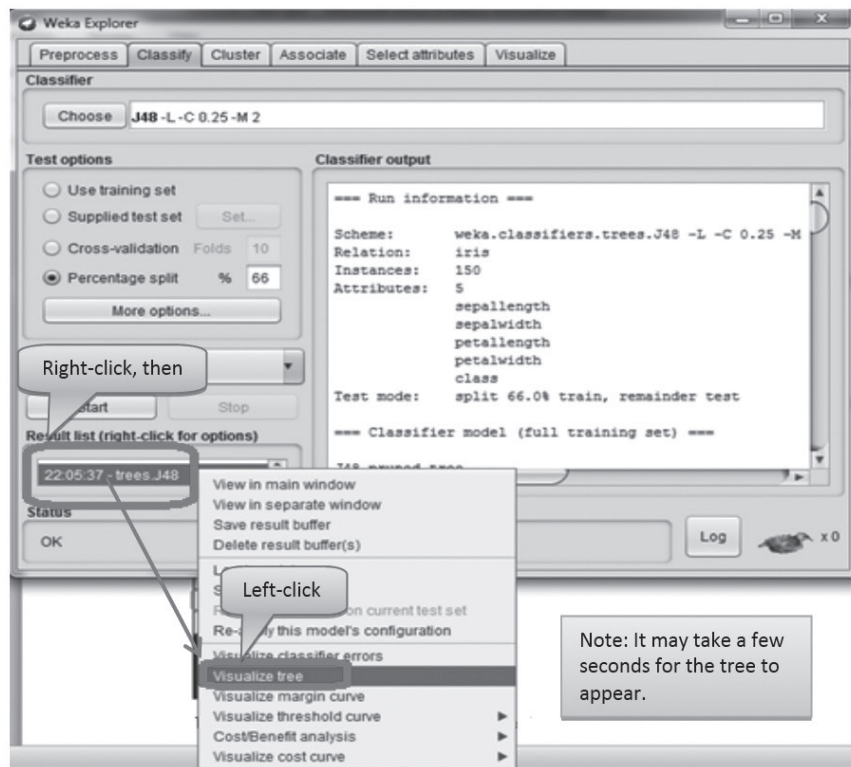 Weka Explorer
Preprocess Classify Cluster Associate Select attributes Visualize
Classifier
Choose J48 -L -C 0.25 -M 2
Test options
Use training set
Supplied test set Set...
Cross-validation Folds 10
Percentage split % 66
More options...
Right-click, then
Start Stop
Result list (right-click for options)
22:05:37 - trees.J48
Classifier output
=== Run information ===
Scheme: weka.classifiers.trees.J48 -L -C 0.25 -M
Relation: iris
Instances: 150
Attributes: 5
sepallength
sepalwidth
petallength
petalwidth
class
Test mode: split 66.0% train, remainder test
=== Classifier model (full training set) ===
J48 pruned tree
Status
OK
Log
x 0
View in main window
View in separate window
Save result buffer
Delete result buffer(s)
Left-click
on current test set
this model's configuration
Visualize classifier errors
Visualize tree
Visualize margin curve
Visualize threshold curve
Cost/Benefit analysis
Visualize cost curve
Note: It may take a few
seconds for the tree to
appear.